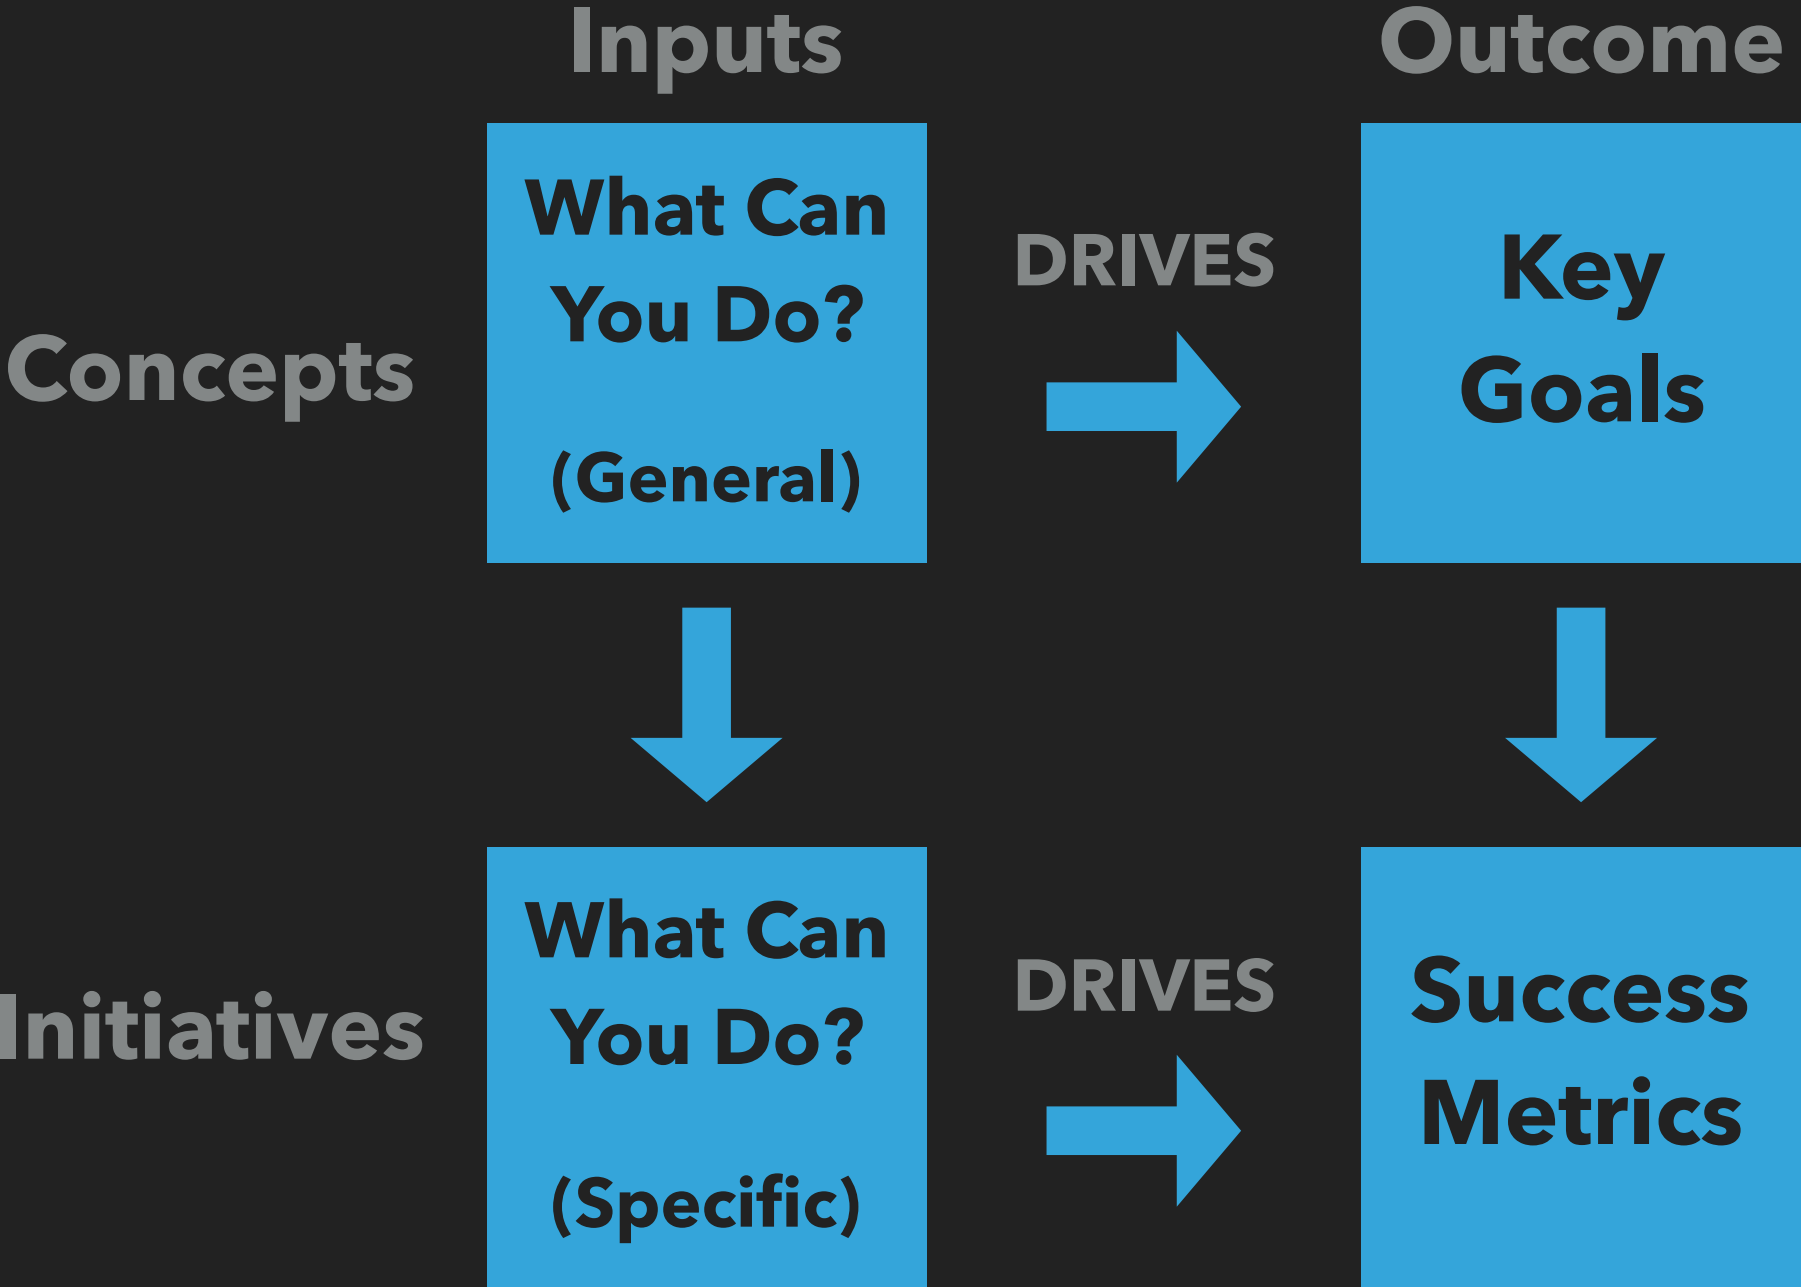 Inputs
Outcome
Concepts
What Can
You Do?
(General)
DRIVES
Key
Goals
Initiatives
What Can
You Do?
(Specific)
DRIVES
Success
Metrics